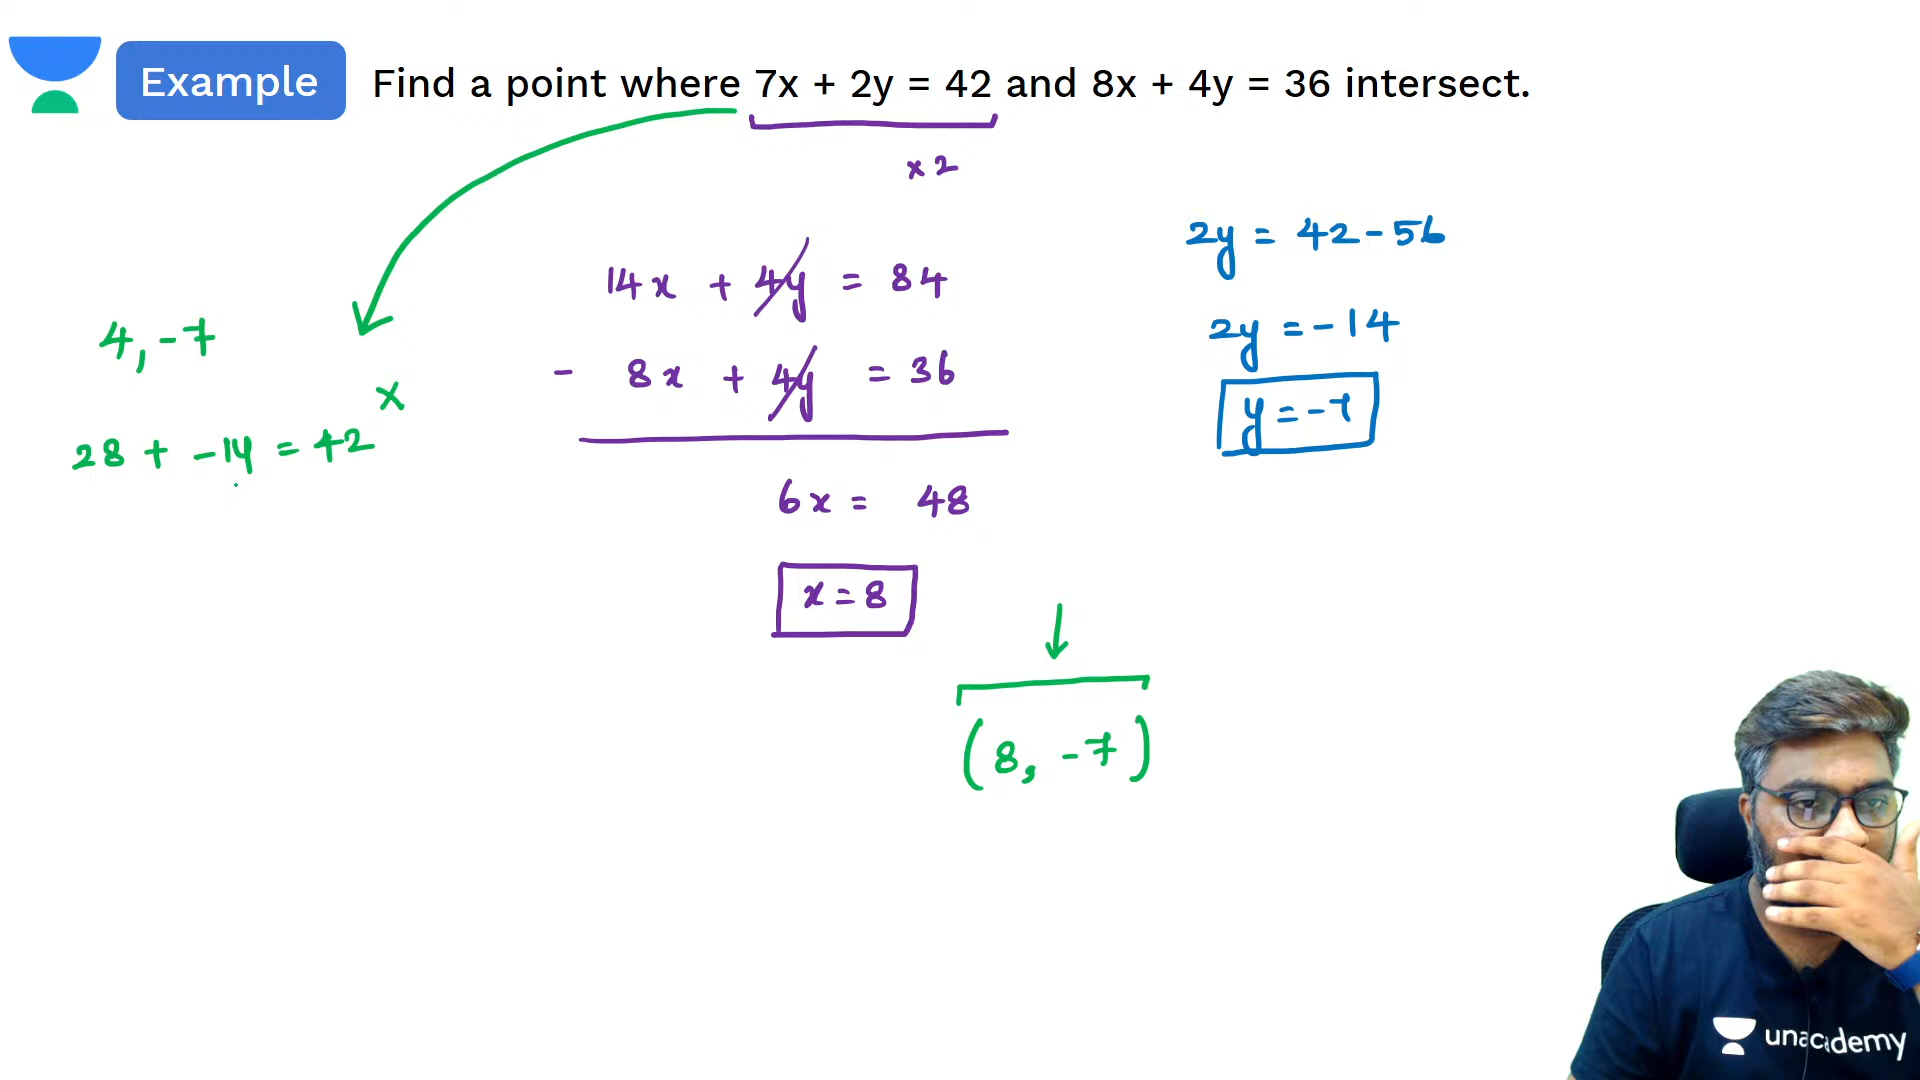 Example Find a point where 7x + 2y = 42 and 8x + 4y = 36 intersect.
x 2
14x + 4y = 84
- 8x + 4y = 36
6x = 48
x = 8
2y = 42 - 56
2y = -14
y = -7
4, -7
x
28 + -14 = 42
(8, -7)
unacademy